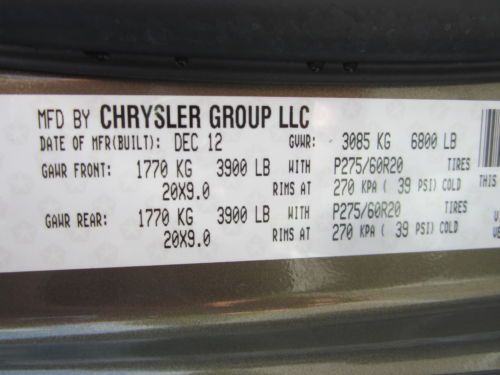 MFD BY CHRYSLER GROUP LLC
DATE OF MFR(BUILT): DEC 12 GVWR: 3085 KG 6800 LB
GAWR FRONT: 1770 KG 3900 LB WITH P275/60R20 TIRES
20X9.0 RIMS AT 270 KPA ( 39 PSI) COLD
THIS
GAWR REAR: 1770 KG 3900 LB WITH P275/60R20 TIRES
20X9.0 RIMS AT 270 KPA ( 39 PSI) COLD